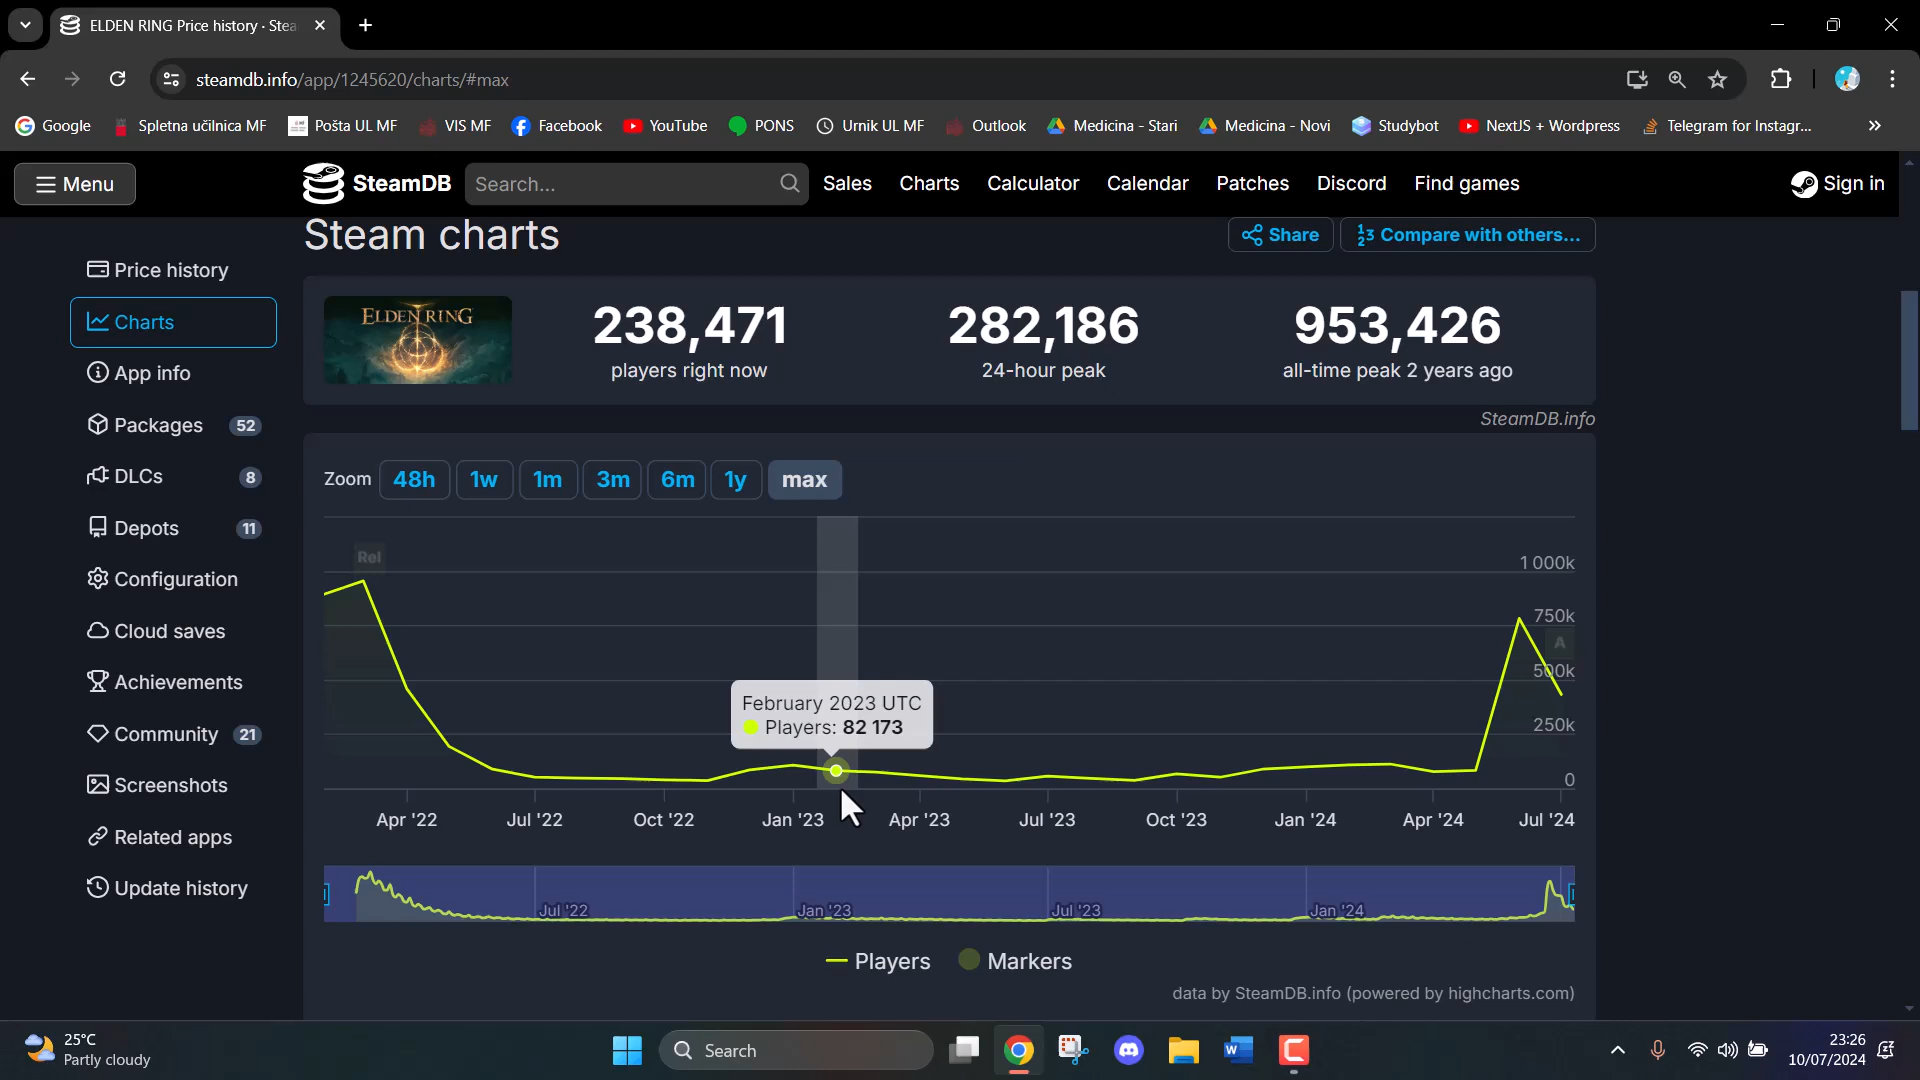 ELDEN RING Price history · Stea
steamdb.info/app/1245620/charts/#max
Google Spletna učilnica MF Pošta UL MF VIS MF Facebook YouTube PONS Urnik UL MF Outlook Medicina - Stari Medicina - Novi Studybot NextJS + Wordpress Telegram for Instagr...
Menu
SteamDB
Search...
Sales Charts Calculator Calendar Patches Discord Find games
Sign in
Steam charts
Share
Compare with others...
Price history
Charts
App info
Packages 52
DLCs 8
Depots 11
Configuration
Cloud saves
Achievements
Community 21
Screenshots
Related apps
Update history
ELDEN RING
238,471
players right now
282,186
24-hour peak
953,426
all-time peak 2 years ago
SteamDB.info
Zoom 48h 1w 1m 3m 6m 1y max
Rel
1 000k
750k
A
500k
250k
0
February 2023 UTC
Players: 82 173
Apr '22 Jul '22 Oct '22 Jan '23 Apr '23 Jul '23 Oct '23 Jan '24 Apr '24 Jul '24
Jul '22 Jan '23 Jul '23 Jan '24
Players Markers
data by SteamDB.info (powered by highcharts.com)
25°C
Partly cloudy
Search
23:26
10/07/2024